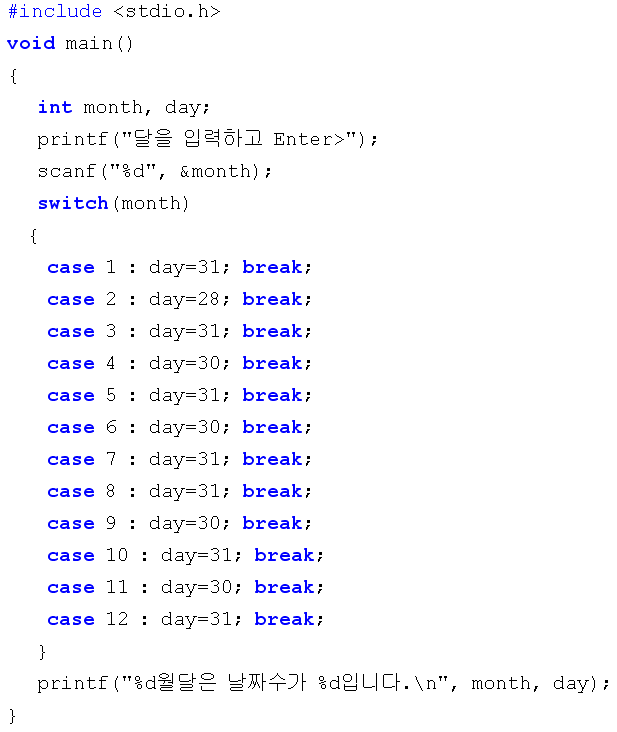 #include <stdio.h>
void main()
{
int month, day;
printf("달을 입력하고 Enter>");
scanf("%d", &month);
switch(month)
{
case 1 : day=31; break;
case 2 : day=28; break;
case 3 : day=31; break;
case 4 : day=30; break;
case 5 : day=31; break;
case 6 : day=30; break;
case 7 : day=31; break;
case 8 : day=31; break;
case 9 : day=30; break;
case 10 : day=31; break;
case 11 : day=30; break;
case 12 : day=31; break;
}
printf("%d월달은 날짜수가 %d입니다.\n", month, day);
}